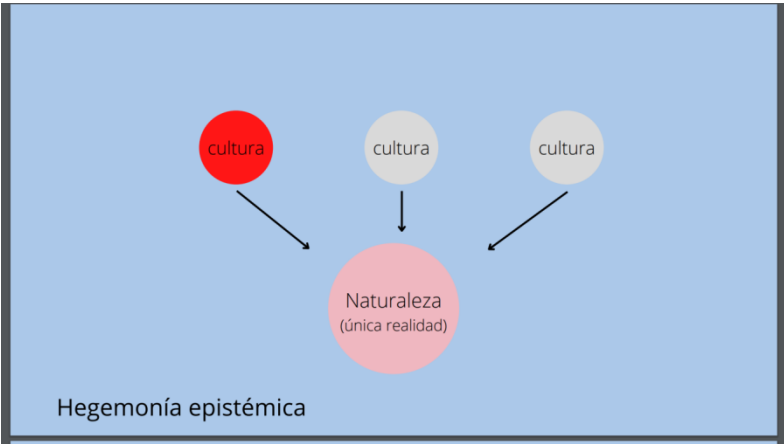 cultura
cultura
cultura
Naturaleza
(única realidad)
Hegemonía epistémica